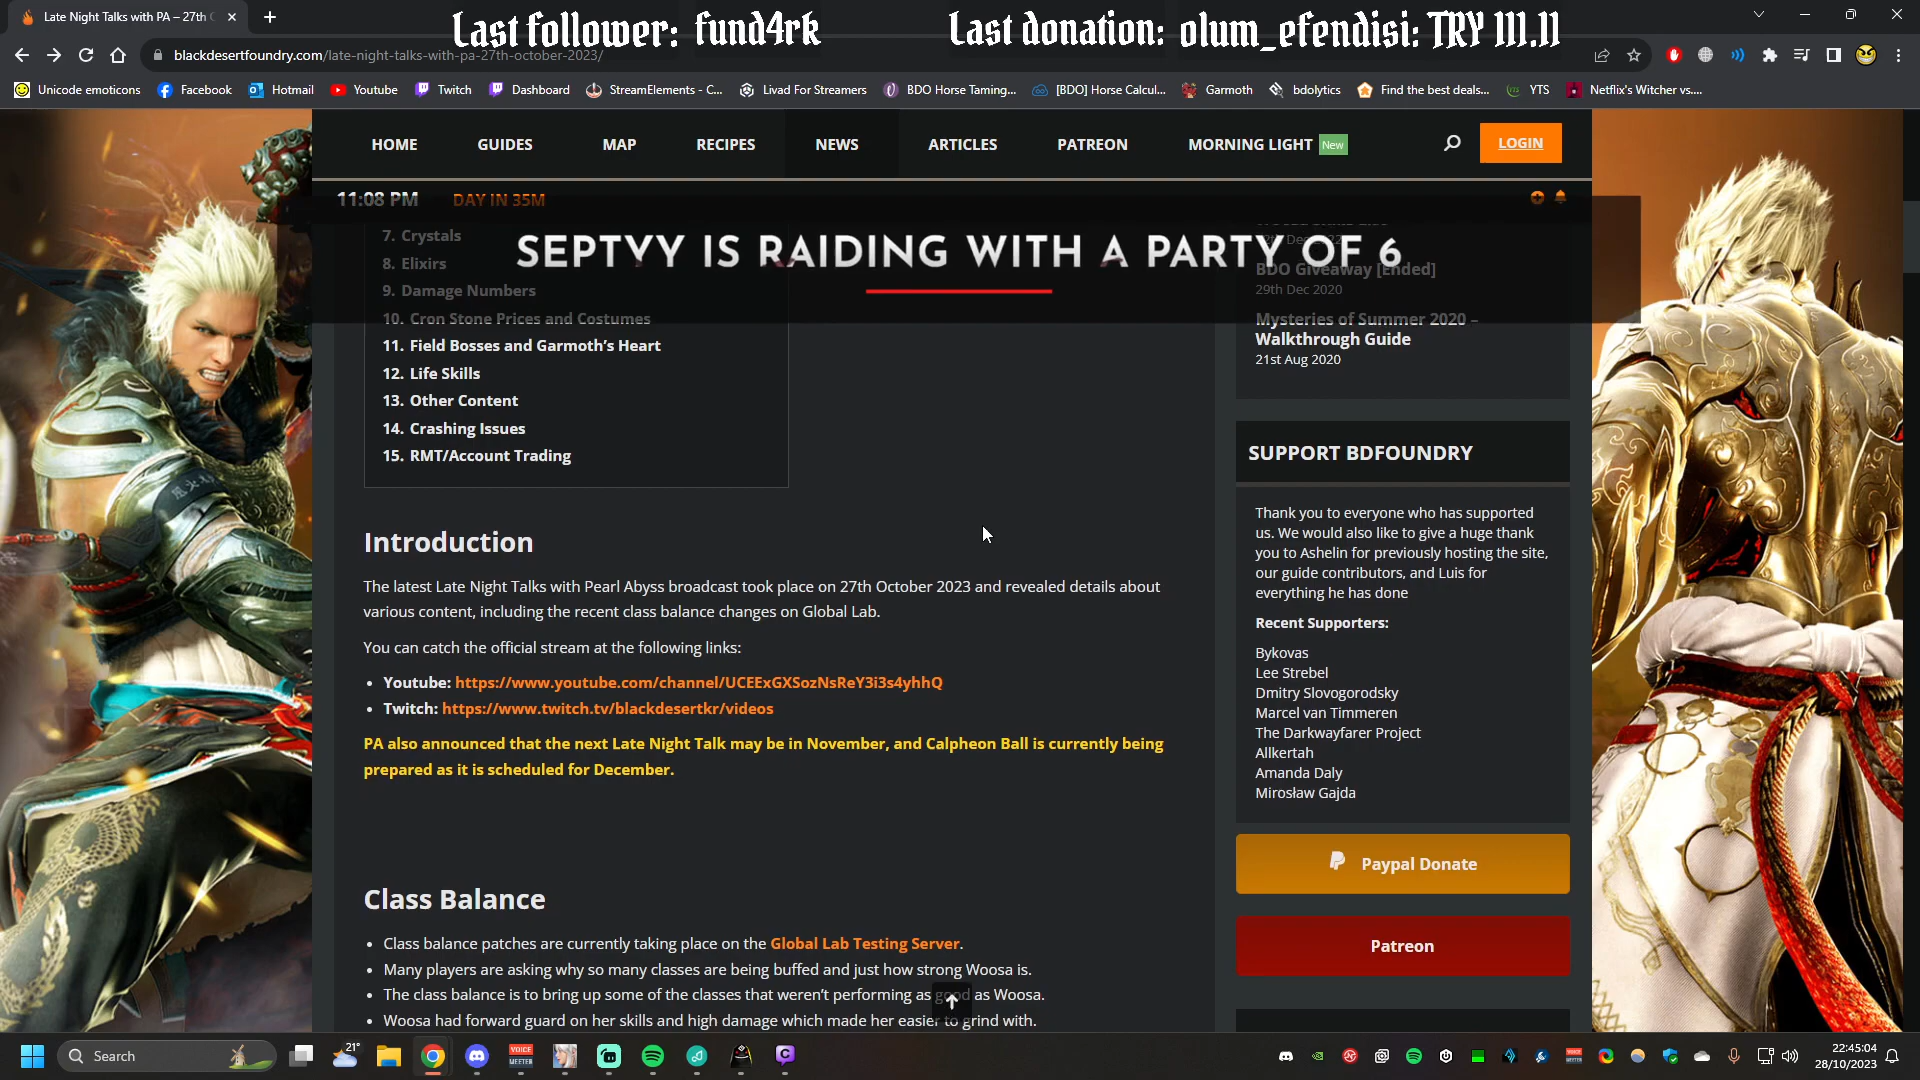 Late Night Talks with PA – 27th
Last follower: fund4rk
Last donation: olum_efendisi: TRY 111.11
blackdesertfoundry.com/late-night-talks-with-pa-27th-october-2023/
Unicode emoticons
Facebook
Hotmail
Youtube
Twitch
Dashboard
StreamElements - C...
Livad For Streamers
BDO Horse Taming...
[BDO] Horse Calcul...
Garmoth
bdolytics
Find the best deals...
YTS
Netflix's Witcher vs....
HOME
GUIDES
MAP
RECIPES
NEWS
ARTICLES
PATREON
MORNING LIGHT New
LOGIN
11:08 PM
DAY IN 35M
SEPTYY IS RAIDING WITH A PARTY OF 6
7. Crystals
8. Elixirs
9. Damage Numbers
10. Cron Stone Prices and Costumes
11. Field Bosses and Garmoth's Heart
12. Life Skills
13. Other Content
14. Crashing Issues
15. RMT/Account Trading
BDO Giveaway [Ended]
29th Dec 2020
Mysteries of Summer 2020 –
Walkthrough Guide
21st Aug 2020
Introduction
The latest Late Night Talks with Pearl Abyss broadcast took place on 27th October 2023 and revealed details about
various content, including the recent class balance changes on Global Lab.
You can catch the official stream at the following links:
• Youtube: https://www.youtube.com/channel/UCEExGXSozNsReY3i3s4yhhQ
• Twitch: https://www.twitch.tv/blackdesertkr/videos
PA also announced that the next Late Night Talk may be in November, and Calpheon Ball is currently being
prepared as it is scheduled for December.
Class Balance
• Class balance patches are currently taking place on the Global Lab Testing Server.
• Many players are asking why so many classes are being buffed and just how strong Woosa is.
• The class balance is to bring up some of the classes that weren't performing as good as Woosa.
• Woosa had forward guard on her skills and high damage which made her easier to grind with.
SUPPORT BDFOUNDRY
Thank you to everyone who has supported
us. We would also like to give a huge thank
you to Ashelin for previously hosting the site,
our guide contributors, and Luis for
everything he has done
Recent Supporters:
Bykovas
Lee Strebel
Dmitry Slovogorodsky
Marcel van Timmeren
The Darkwayfarer Project
Allkertah
Amanda Daly
Mirosław Gajda
Paypal Donate
Patreon
Search
21°
VOICE
MEETER
22:45:04
28/10/2023